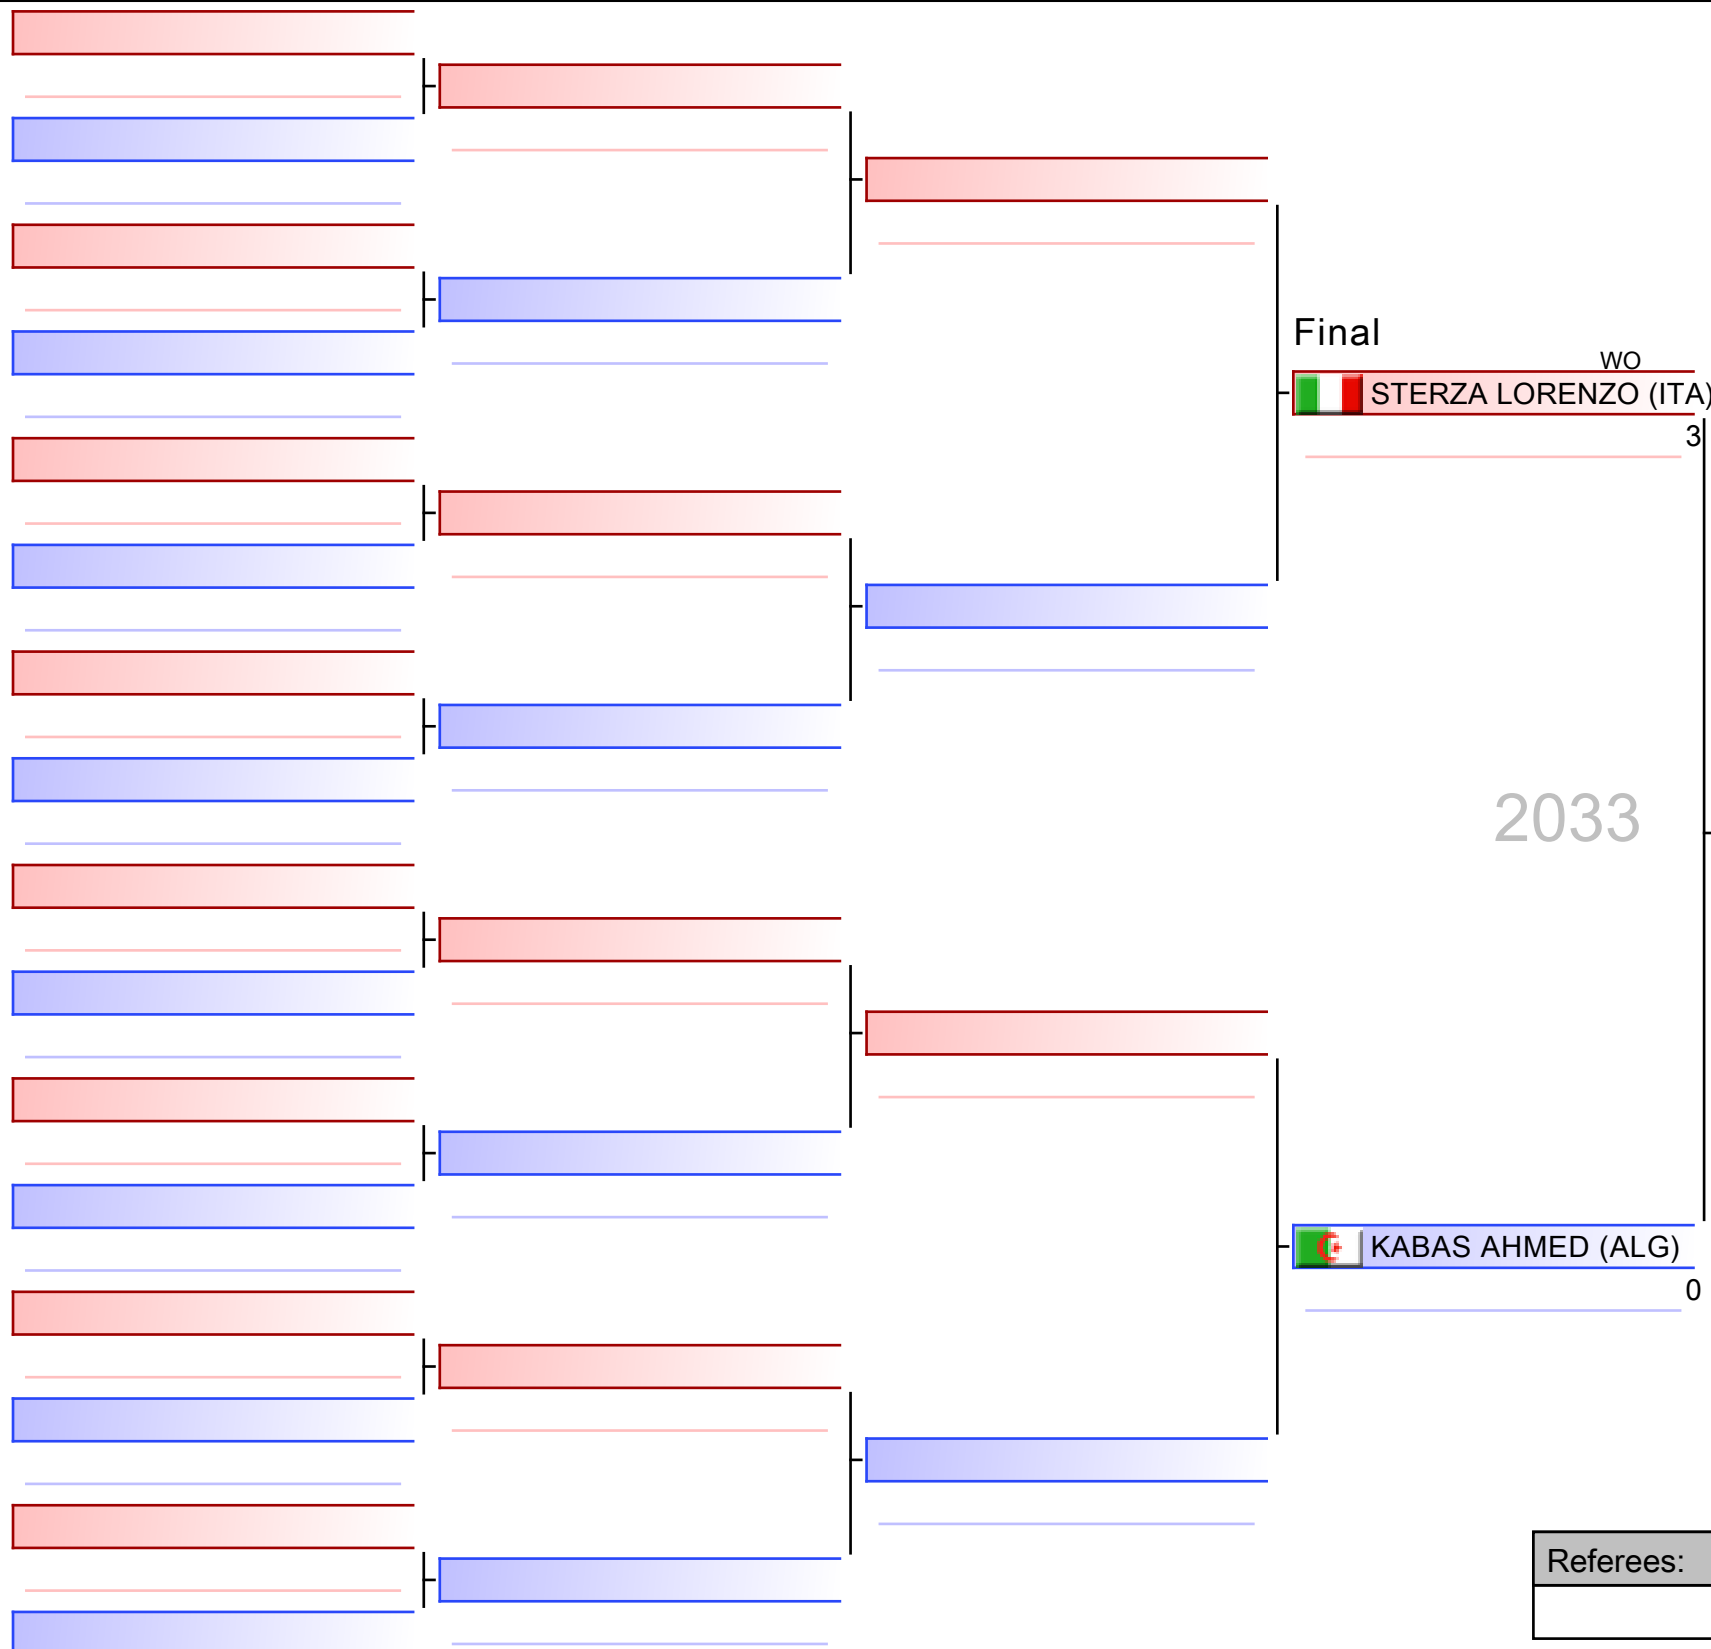 Final
WO
STERZA LORENZO (ITA)
3
2033
KABAS AHMED (ALG)
0
Referees: